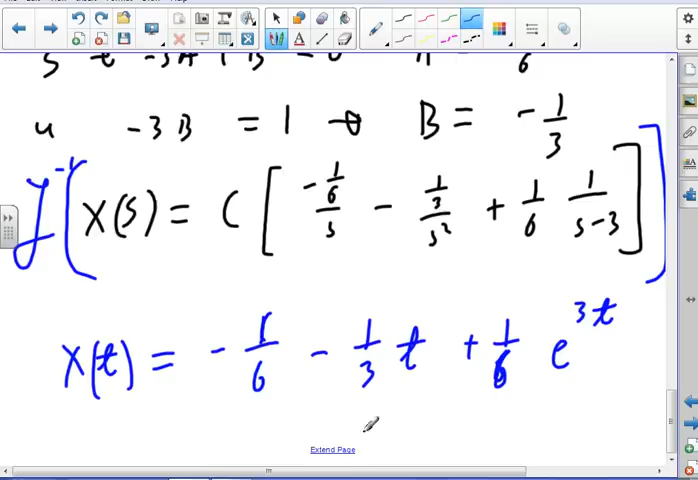 -3B = 1 → B = -1/3
ℒ⁻¹( X(s) = C [ (-1/6)/s - (1/3)/s² + 1/6 1/(s-3) ] )
X(t) = - 1/6 - 1/3 t + 1/6 e^{3t}
Extend Page